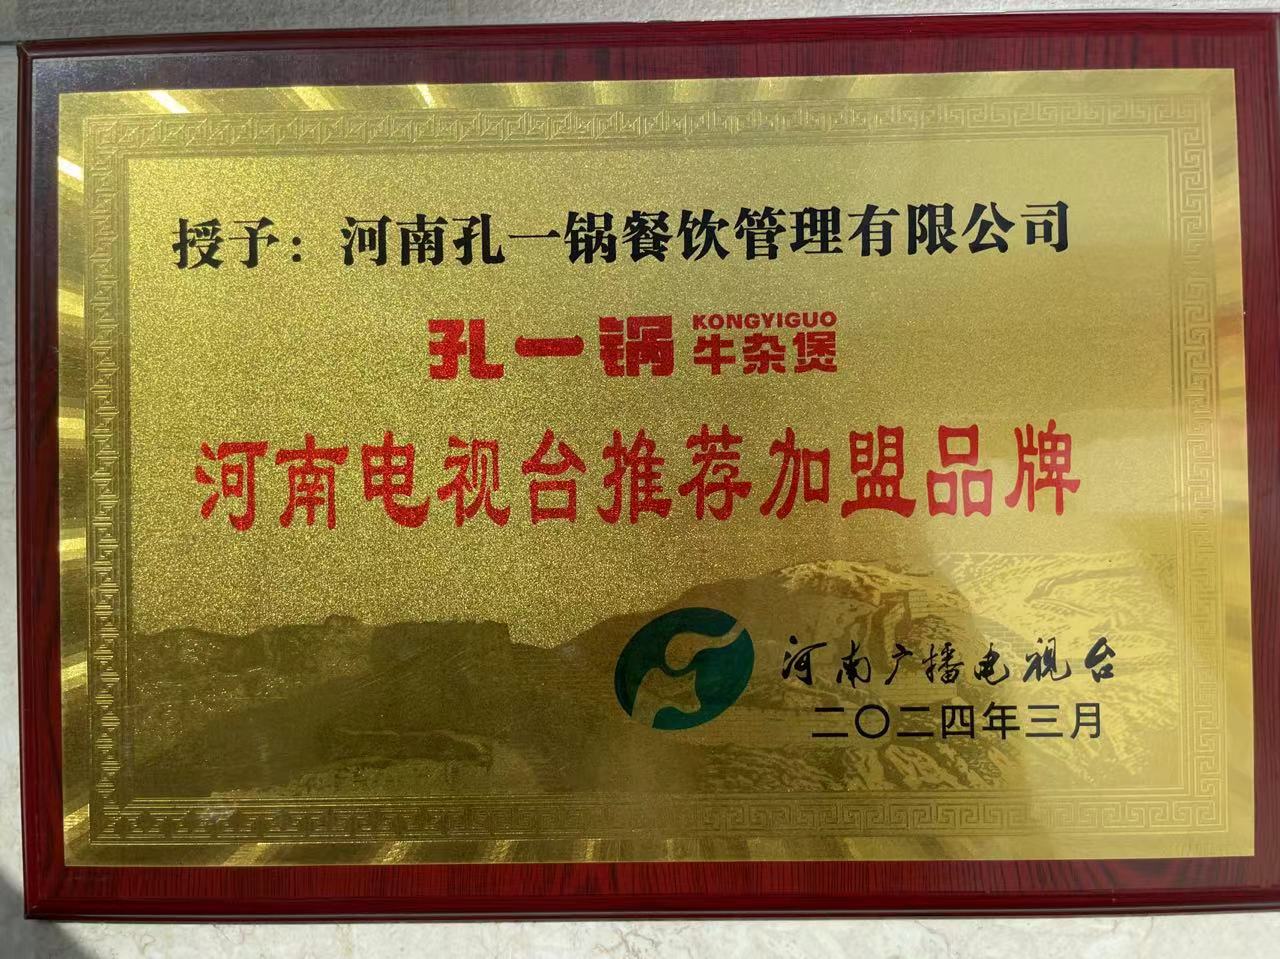 授予：河南孔一锅餐饮管理有限公司
孔一锅 KONGYIGUO
牛杂煲
河南电视台推荐加盟品牌
河南广播电视台
二〇二四年三月